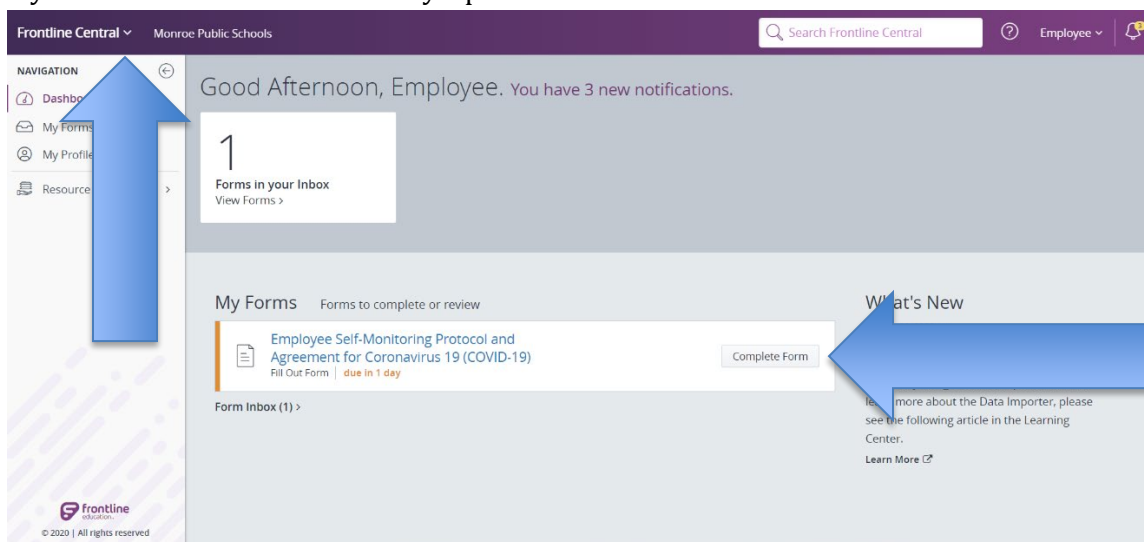 Frontline Central
Monroe Public Schools
Search Frontline Central
Employee
NAVIGATION
My Forms
My Profile
Resource
Good Afternoon, Employee. You have 3 new notifications.
1
Forms in your Inbox
View Forms >
My Forms Forms to complete or review
Employee Self-Monitoring Protocol and
Agreement for Coronavirus 19 (COVID-19)
Fill Out Form | due in 1 day
Complete Form
Form Inbox (1) >
What's New
more about the Data Importer, please
see the following article in the Learning
Center.
Learn More
frontline
education.
© 2020 | All rights reserved